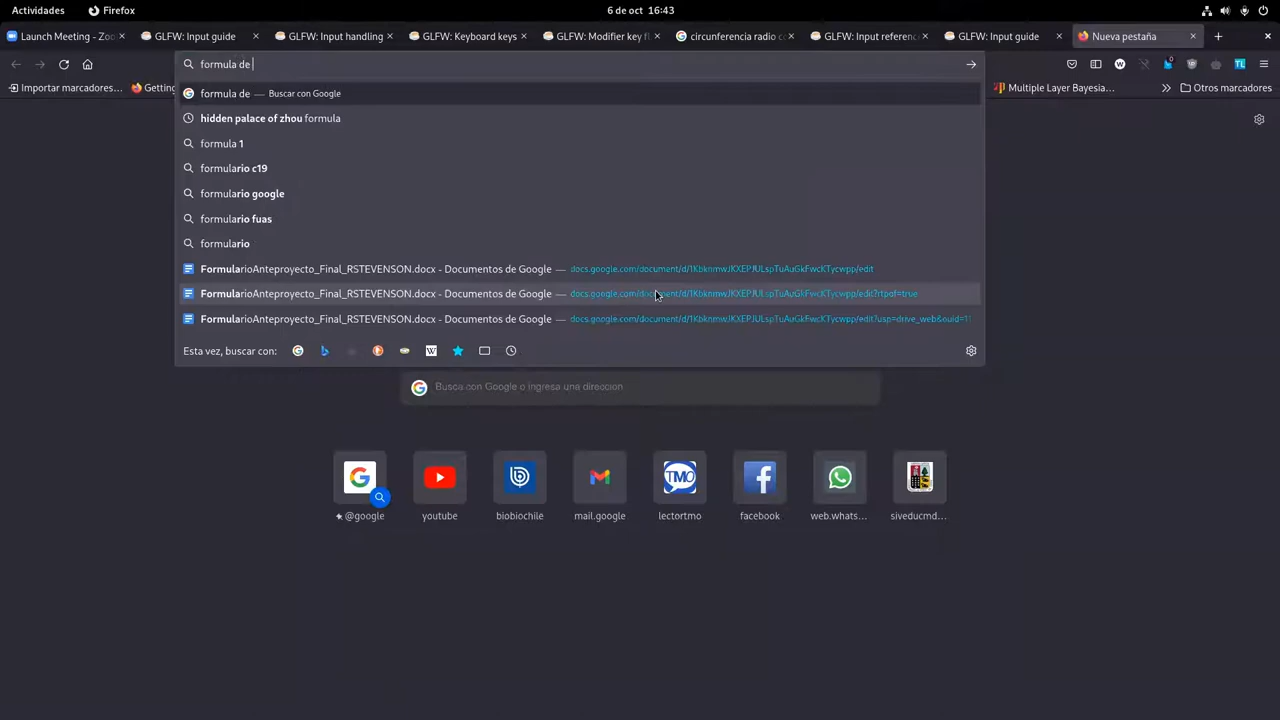 Actividades
Firefox
6 de oct 16:43
Launch Meeting - Zoo
GLFW: Input guide
GLFW: Input handling
GLFW: Keyboard keys
GLFW: Modifier key fl
circunferencia radio c
GLFW: Input referenc
GLFW: Input guide
Nueva pestaña
formula de
Importar marcadores...
Getting
Multiple Layer Bayesia...
Otros marcadores
formula de — Buscar con Google
hidden palace of zhou formula
formula 1
formulario c19
formulario google
formulario fuas
formulario
FormularioAnteproyecto_Final_RSTEVENSON.docx - Documentos de Google —
FormularioAnteproyecto_Final_RSTEVENSON.docx - Documentos de Google —
FormularioAnteproyecto_Final_RSTEVENSON.docx - Documentos de Google —
Esta vez, buscar con:
Busca con Google o ingresa una direccion
@google
youtube
biobiochile
mail.google
lectortmo
facebook
web.whats...
siveducmd...